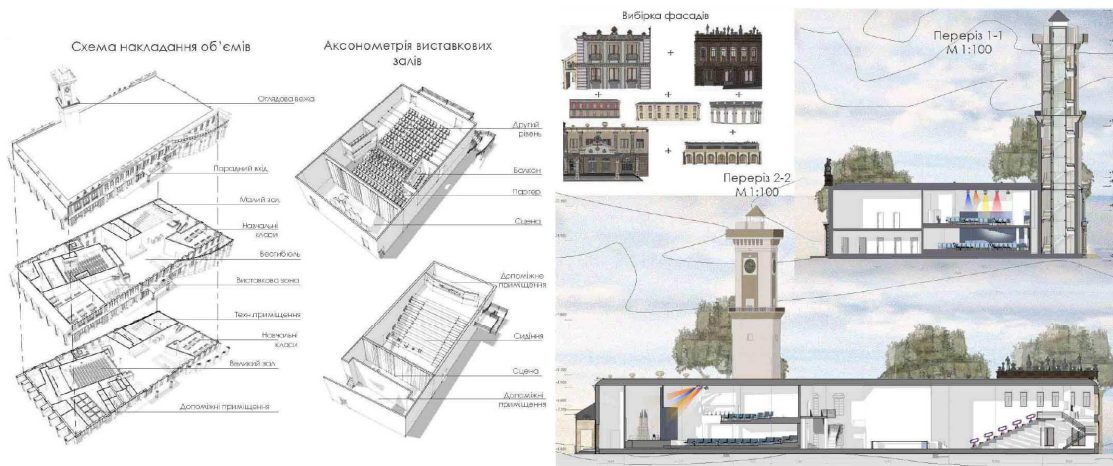 Схема накладання об'ємів
Оглядова вежа
Парадний вхід
Малий зал
Навчальні
класи
Вестибюль
Виставкова зона
Техн.приміщення
Навчальні
класи
Великий зал
Допоміжні приміщення
Аксонометрія виставкових
залів
Другий
рівень
Балкон
Партер
Сцена
Допоміжне
приміщення
Сидіння
Сцена
Допоміжні
приміщення
Вибірка фасадів
+
+
+
+
+
+
Переріз 1-1
М 1:100
Переріз 2-2
М 1:100